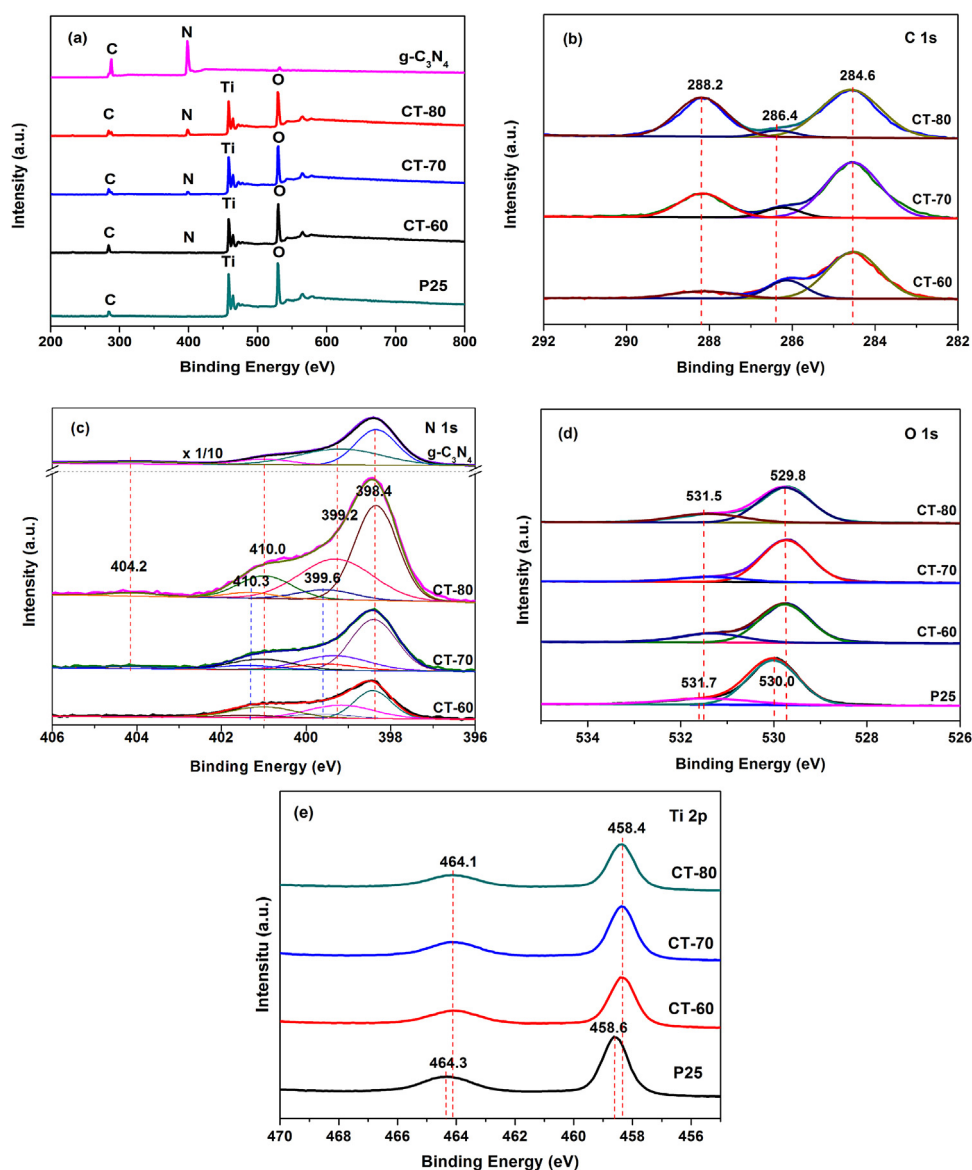 (a)
N
C
g-C₃N₄
Ti
O
C
N
CT-80
Ti
O
C
N
CT-70
Ti
O
C
N
CT-60
Ti
O
C
P25
Intensity (a.u.)
200 300 400 500 600 700 800
Binding Energy (eV)
(b)
C 1s
288.2
286.4
284.6
CT-80
CT-70
CT-60
Intensity (a.u.)
292 290 288 286 284 282
Binding Energy (eV)
(c)
N 1s
x 1/10
g-C₃N₄
398.4
399.2
410.0
404.2
410.3
399.6
CT-80
CT-70
CT-60
Intensity (a.u.)
406 404 402 400 398 396
Binding Energy (eV)
(d)
O 1s
529.8
531.5
CT-80
CT-70
CT-60
P25
531.7
530.0
Intensity (a.u.)
534 532 530 528 526
Binding Energy (eV)
(e)
Ti 2p
458.4
464.1
CT-80
CT-70
CT-60
458.6
464.3
P25
Intensitu (a.u.)
470 468 466 464 462 460 458 456
Binding Energy (eV)